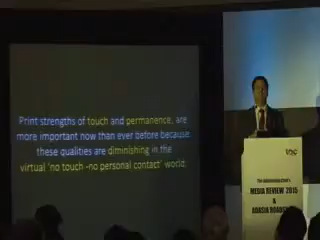 Print strengths of touch and permanence, are
more important now than ever before because
these qualities are diminishing in the
virtual 'no touch -no personal contact' world
MEDIA REVIEW 2015
&